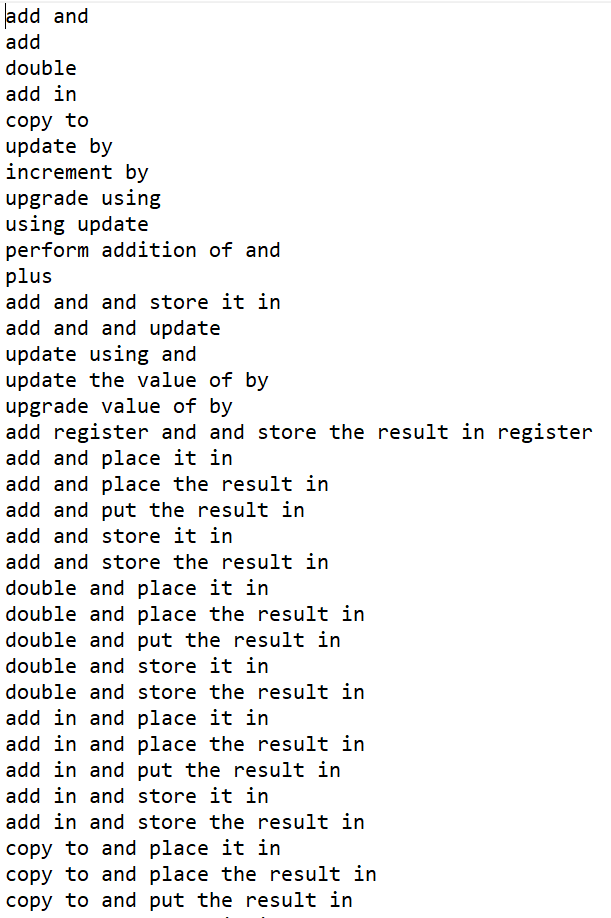 add and
add
double
add in
copy to
update by
increment by
upgrade using
using update
perform addition of and
plus
add and and store it in
add and and update
update using and
update the value of by
upgrade value of by
add register and and store the result in register
add and place it in
add and place the result in
add and put the result in
add and store it in
add and store the result in
double and place it in
double and place the result in
double and put the result in
double and store it in
double and store the result in
add in and place it in
add in and place the result in
add in and put the result in
add in and store it in
add in and store the result in
copy to and place it in
copy to and place the result in
copy to and put the result in